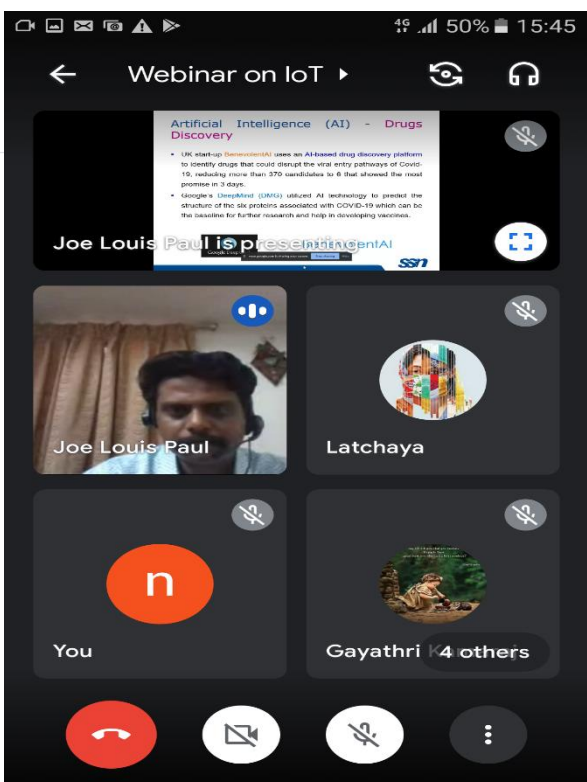 4G 50% 15:45
Webinar on IoT
Artificial Intelligence (AI) - Drugs
Discovery
• UK start-up BenevolentAI uses an AI-based drug discovery platform
to identify drugs that could disrupt the viral entry pathways of Covid-
19, reducing more than 370 candidates to 6 that showed the most
promise in 3 days.
• Google's DeepMind (DMG) utilized AI technology to predict the
structure of the six proteins associated with COVID-19 which can be
the baseline for further research and help in developing vaccines.
Joe Louis Paul is presenting
ssn
Joe Louis Paul
Latchaya
n
You
Gayathri
4 others